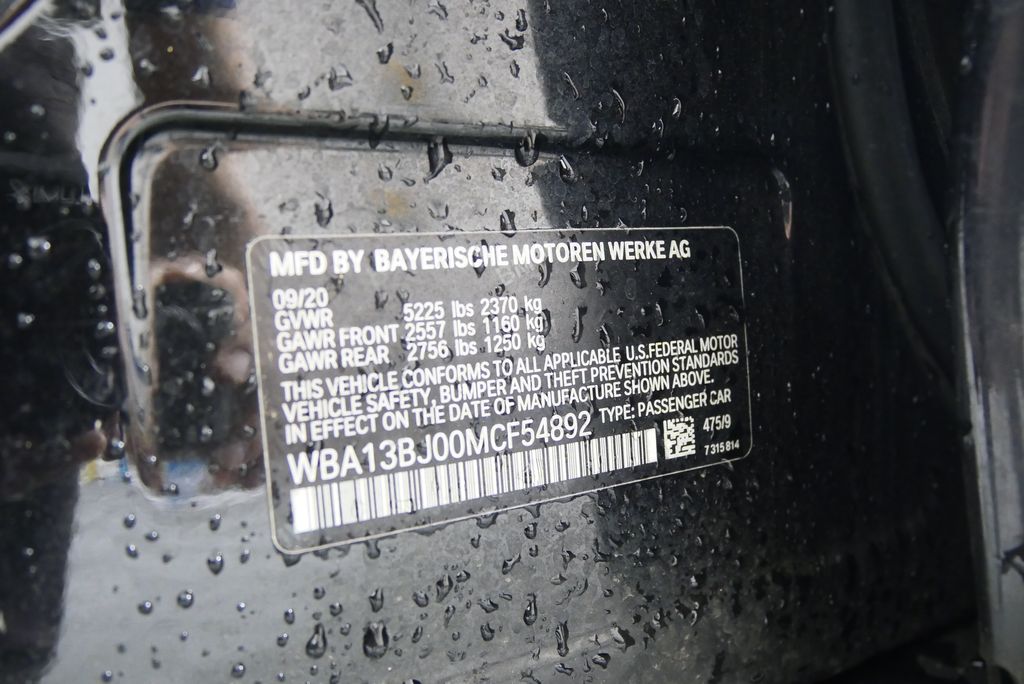 MFD BY BAYERISCHE MOTOREN WERKE AG
09/20
GVWR 5225 lbs 2370 kg
GAWR FRONT 2557 lbs 1160 kg
GAWR REAR 2756 lbs 1250 kg
THIS VEHICLE CONFORMS TO ALL APPLICABLE U.S.FEDERAL MOTOR
VEHICLE SAFETY, BUMPER AND THEFT PREVENTION STANDARDS
IN EFFECT ON THE DATE OF MANUFACTURE SHOWN ABOVE.
WBA13BJ00MCF54892 TYPE: PASSENGER CAR
475/9
7 315 814